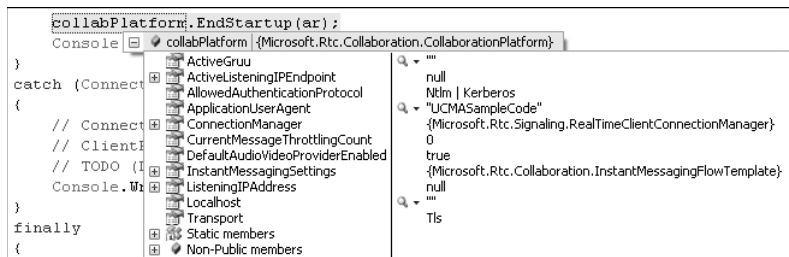 collabPlatform.EndStartup(ar);
Console
collabPlatform {Microsoft.Rtc.Collaboration.CollaborationPlatform}
}
catch (Connect
{
// Connect
// ClientP
// TODO (L
Console.Wr
}
finally
{
ActiveGruu ""
ActiveListeningIPEndpoint null
AllowedAuthenticationProtocol Ntlm | Kerberos
ApplicationUserAgent "UCMASampleCode"
ConnectionManager {Microsoft.Rtc.Signaling.RealTimeClientConnectionManager}
CurrentMessageThrottlingCount 0
DefaultAudioVideoProviderEnabled true
InstantMessagingSettings {Microsoft.Rtc.Collaboration.InstantMessagingFlowTemplate}
ListeningIPAddress null
Localhost ""
Transport Tls
Static members
Non-Public members